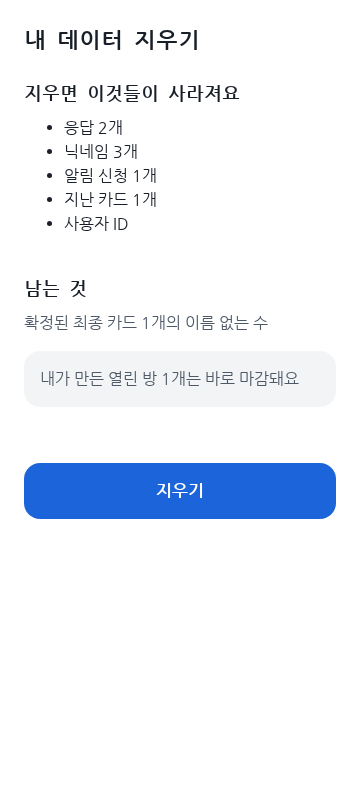 내 데이터 지우기
지우면 이것들이 사라져요
• 응답 2개
• 닉네임 3개
• 알림 신청 1개
• 지난 카드 1개
• 사용자 ID
남는 것
확정된 최종 카드 1개의 이름 없는 수
내가 만든 열린 방 1개는 바로 마감돼요
지우기